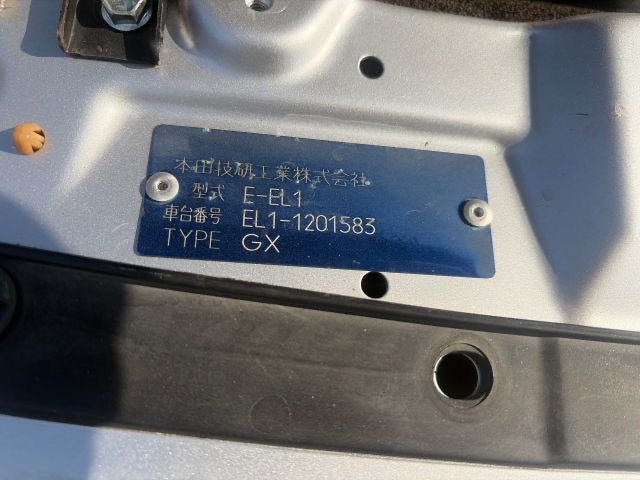 本田技研工業株式会社
型式 E-EL1
車台番号 EL1-1201583
TYPE GX